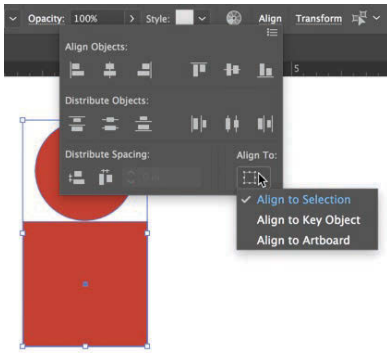 Opacity: 100% Style: Align Transform
Align Objects:
5
Distribute Objects:
Distribute Spacing: Align To:
Align to Selection
Align to Key Object
Align to Artboard